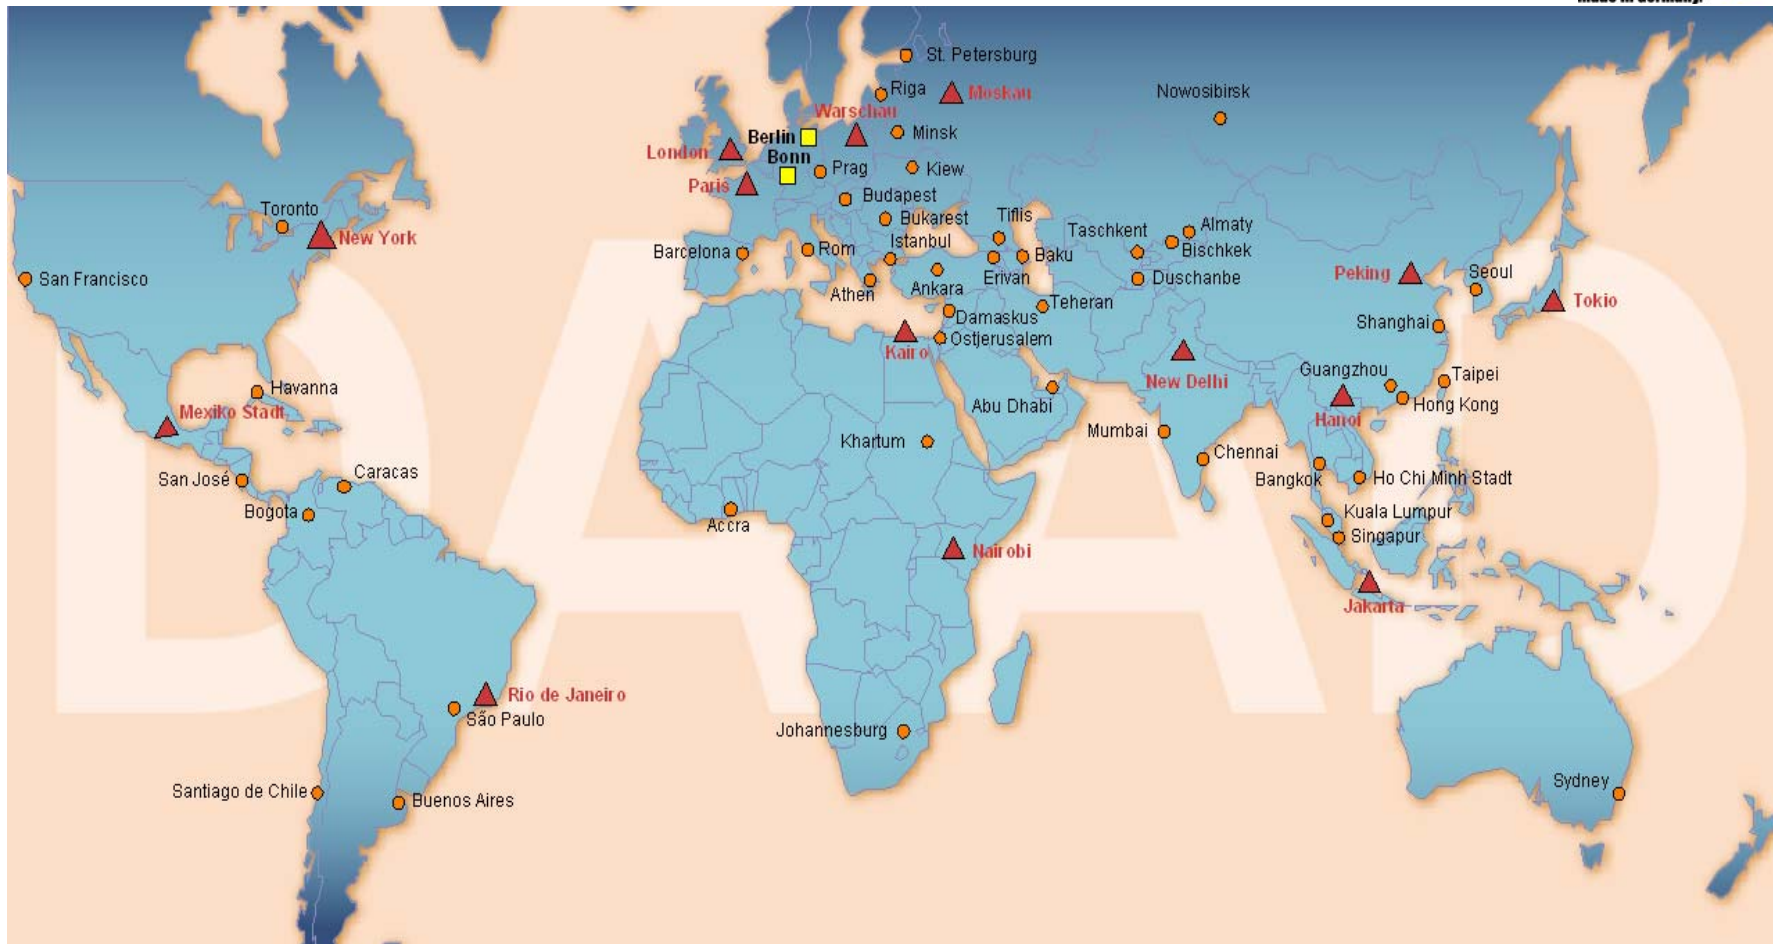 made in Germany.
St. Petersburg
Riga
Moskau
Nowosibirsk
Warschau
Berlin
Minsk
London
Bonn
Prag
Kiew
Paris
Budapest
Toronto
New York
Bukarest
Tiflis
Taschkent
Almaty
Barcelona
Rom
Istanbul
Baku
Bischkek
San Francisco
Athen
Ankara
Erivan
Duschanbe
Peking
Seoul
Teheran
Tokio
Damaskus
Shanghai
Kairo
Ostjerusalem
Havanna
New Delhi
Guangzhou
Taipei
Mexiko Stadt
Abu Dhabi
Hanoi
Hong Kong
Khartum
Mumbai
San José
Caracas
Chennai
Bangkok
Ho Chi Minh Stadt
Bogota
Accra
Kuala Lumpur
Singapur
Nairobi
Jakarta
DAAD
Rio de Janeiro
São Paulo
Johannesburg
Santiago de Chile
Buenos Aires
Sydney